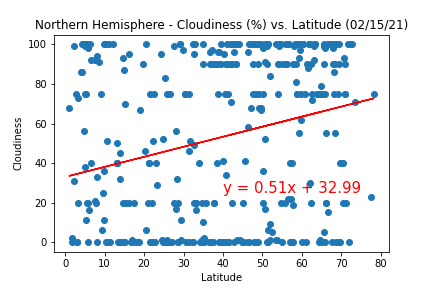 Northern Hemisphere - Cloudiness (%) vs. Latitude (02/15/21)
100
80
60
40
20
0
Cloudiness
y = 0.51x + 32.99
0 10 20 30 40 50 60 70 80
Latitude